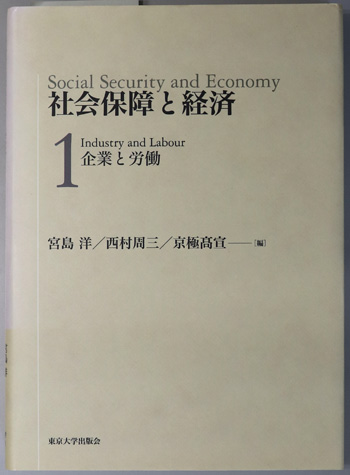 Social Security and Economy
社会保障と経済
1
Industry and Labour
企業と労働
宮島 洋／西村周三／京極髙宣――[編]
東京大学出版会